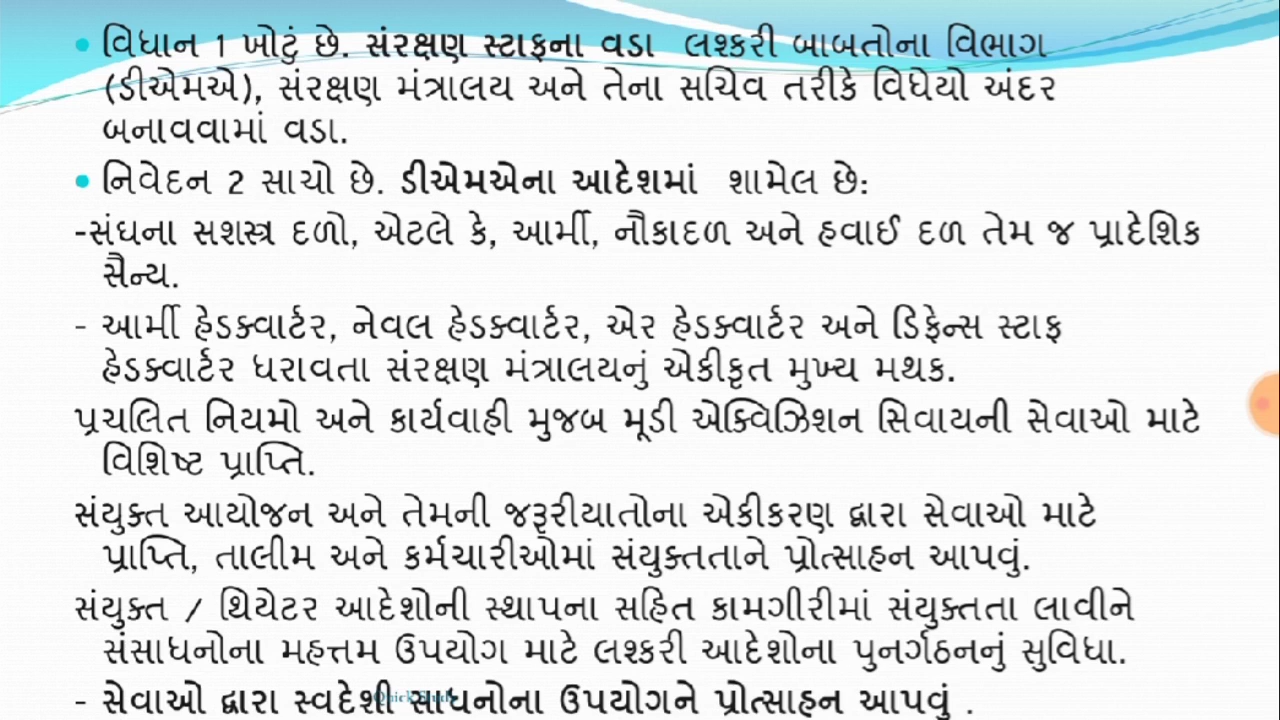 વિધાન 1 ખોટું છે. સંરક્ષણ સ્ટાફના વડા લશ્કરી બાબતોના વિભાગ
(ડીએમએ), સંરક્ષણ મંત્રાલય અને તેના સચિવ તરીકે વિધેયો અંદર
બનાવવામાં વડા.
નિવેદન 2 સાચો છે. ડીએમએના આદેશમાં શામેલ છે:
-સંઘના સશસ્ત્ર દળો, એટલે કે, આર્મી, નૌકાદળ અને હવાઈ દળ તેમ જ પ્રાદેશિક
સૈન્ય.
- આર્મી હેડક્વાર્ટર, નેવલ હેડક્વાર્ટર, એર હેડક્વાર્ટર અને ડિફેન્સ સ્ટાફ
હેડક્વાર્ટર ધરાવતા સંરક્ષણ મંત્રાલયનું એકીકૃત મુખ્ય મથક.
પ્રચલિત નિયમો અને કાર્યવાહી મુજબ મૂડી એક્વિઝિશન સિવાયની સેવાઓ માટે
વિશિષ્ટ પ્રાપ્તિ.
સંયુક્ત આયોજન અને તેમની જરૂરીયાતોના એકીકરણ દ્વારા સેવાઓ માટે
પ્રાપ્તિ, તાલીમ અને કર્મચારીઓમાં સંયુક્તતાને પ્રોત્સાહન આપવું.
સંયુક્ત / થિયેટર આદેશોની સ્થાપના સહિત કામગીરીમાં સંયુક્તતા લાવીને
સંસાધનોના મહત્તમ ઉપયોગ માટે લશ્કરી આદેશોના પુનર્ગઠનનું સુવિધા.
- સેવાઓ દ્વારા સ્વદેશી સાધનોના ઉપયોગને પ્રોત્સાહન આપવું .